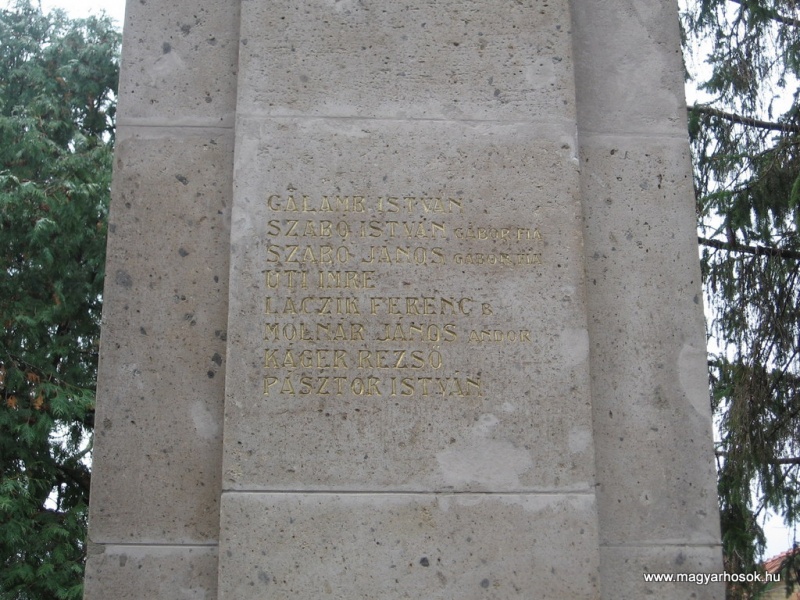 GALAMB ISTVÁN
SZABÓ ISTVÁN GÁBOR FIA
SZABÓ JÁNOS GÁBOR FIA
UTI IMRE
LACZIK FERENC B.
MOLNÁR JÁNOS ANDOR
KÁGER REZSŐ
PÁSZTOR ISTVÁN
www.magyarhosok.hu